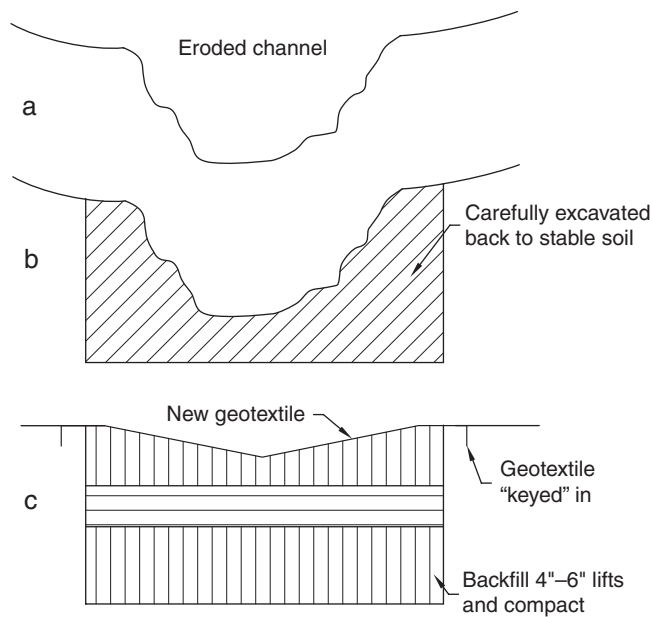 Eroded channel
a
Carefully excavated
back to stable soil
b
New geotextile
Geotextile
“keyed” in
c
Backfill 4"–6" lifts
and compact